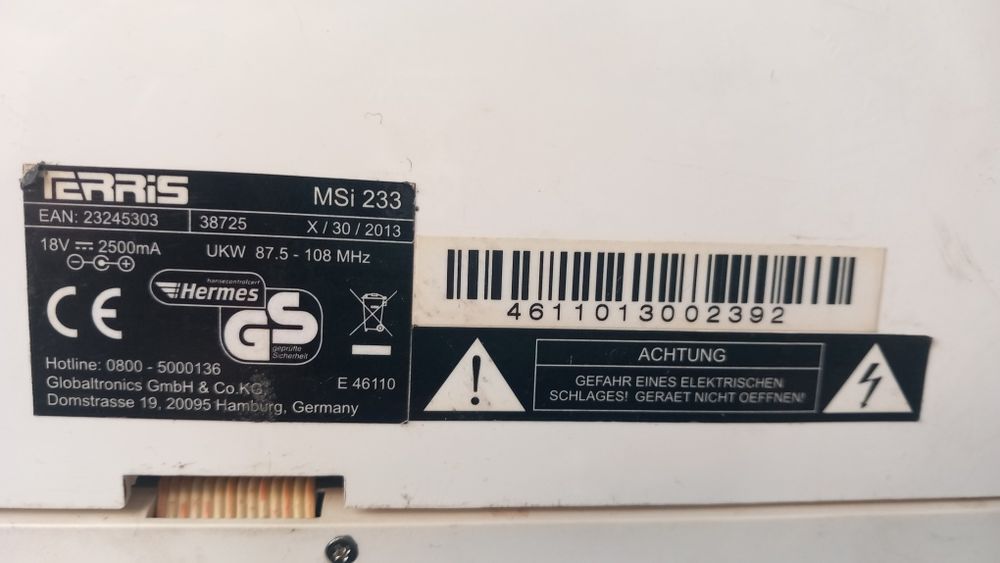 TERRiS
MSi 233
EAN: 23245303
38725
X / 30 / 2013
18V 2500mA
UKW 87.5 - 108 MHz
CE
hansecontrolcert
Hermes
GS
geprüfte
Sicherheit
Hotline: 0800 - 5000136
Globaltronics GmbH & Co.KG
E 46110
Domstrasse 19, 20095 Hamburg, Germany
4611013002392
ACHTUNG
GEFAHR EINES ELEKTRISCHEN
SCHLAGES! GERAET NICHT OEFFNEN!